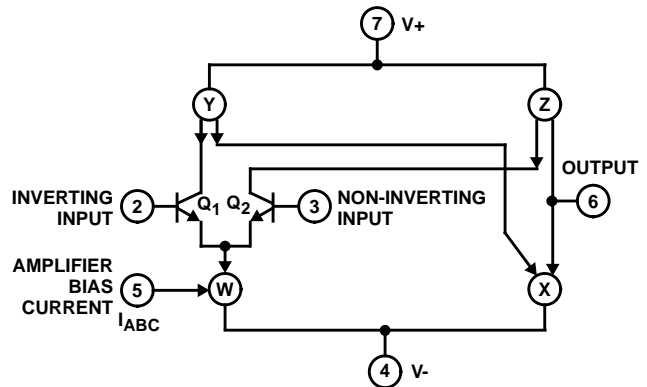 7 V+
Y
Z
OUTPUT
6
INVERTING
INPUT
2
Q1
Q2
3
NON-INVERTING
INPUT
AMPLIFIER
BIAS
CURRENT
IABC
5
W
X
4 V-